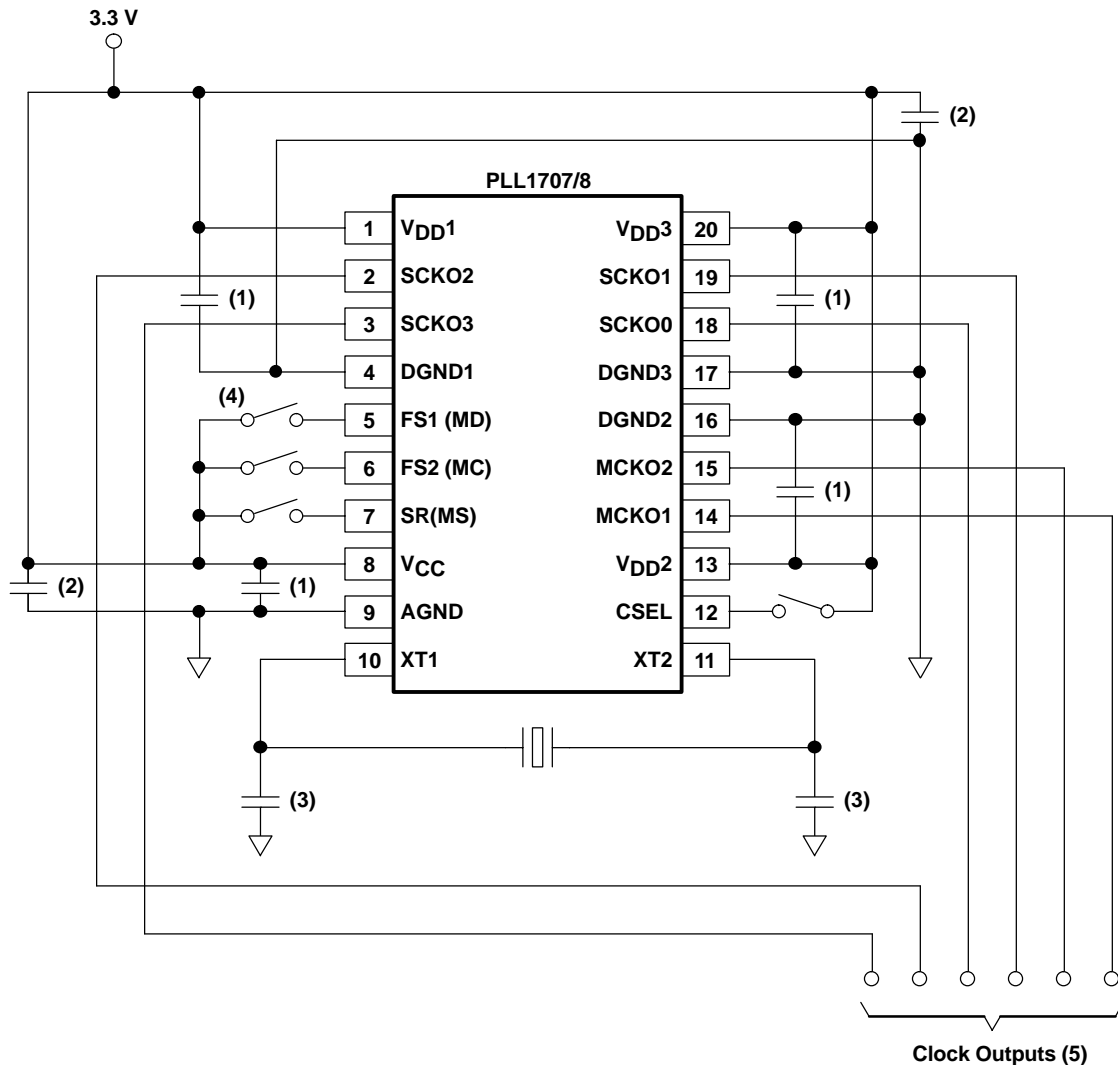 3.3 V
(2)
PLL1707/8
1 VDD1 VDD3 20
2 SCKO2 SCKO1 19
(1) (1)
3 SCKO3 SCKO0 18
4 DGND1 DGND3 17
(4)
5 FS1 (MD) DGND2 16
6 FS2 (MC) MCKO2 15
(1)
7 SR(MS) MCKO1 14
8 VCC VDD2 13
(2) (1)
9 AGND CSEL 12
10 XT1 XT2 11
(3) (3)
Clock Outputs (5)